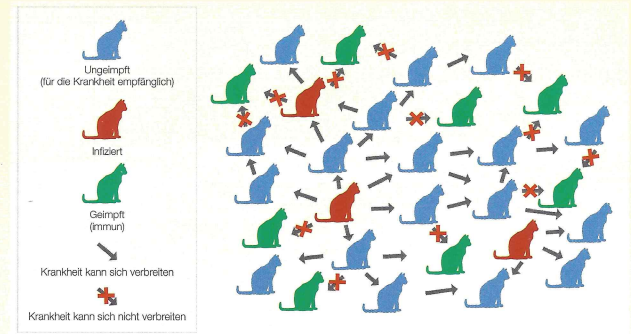 Ungeimpft
(für die Krankheit empfänglich)
Infiziert
Geimpft
(immun)
Krankheit kann sich verbreiten
Krankheit kann sich nicht verbreiten